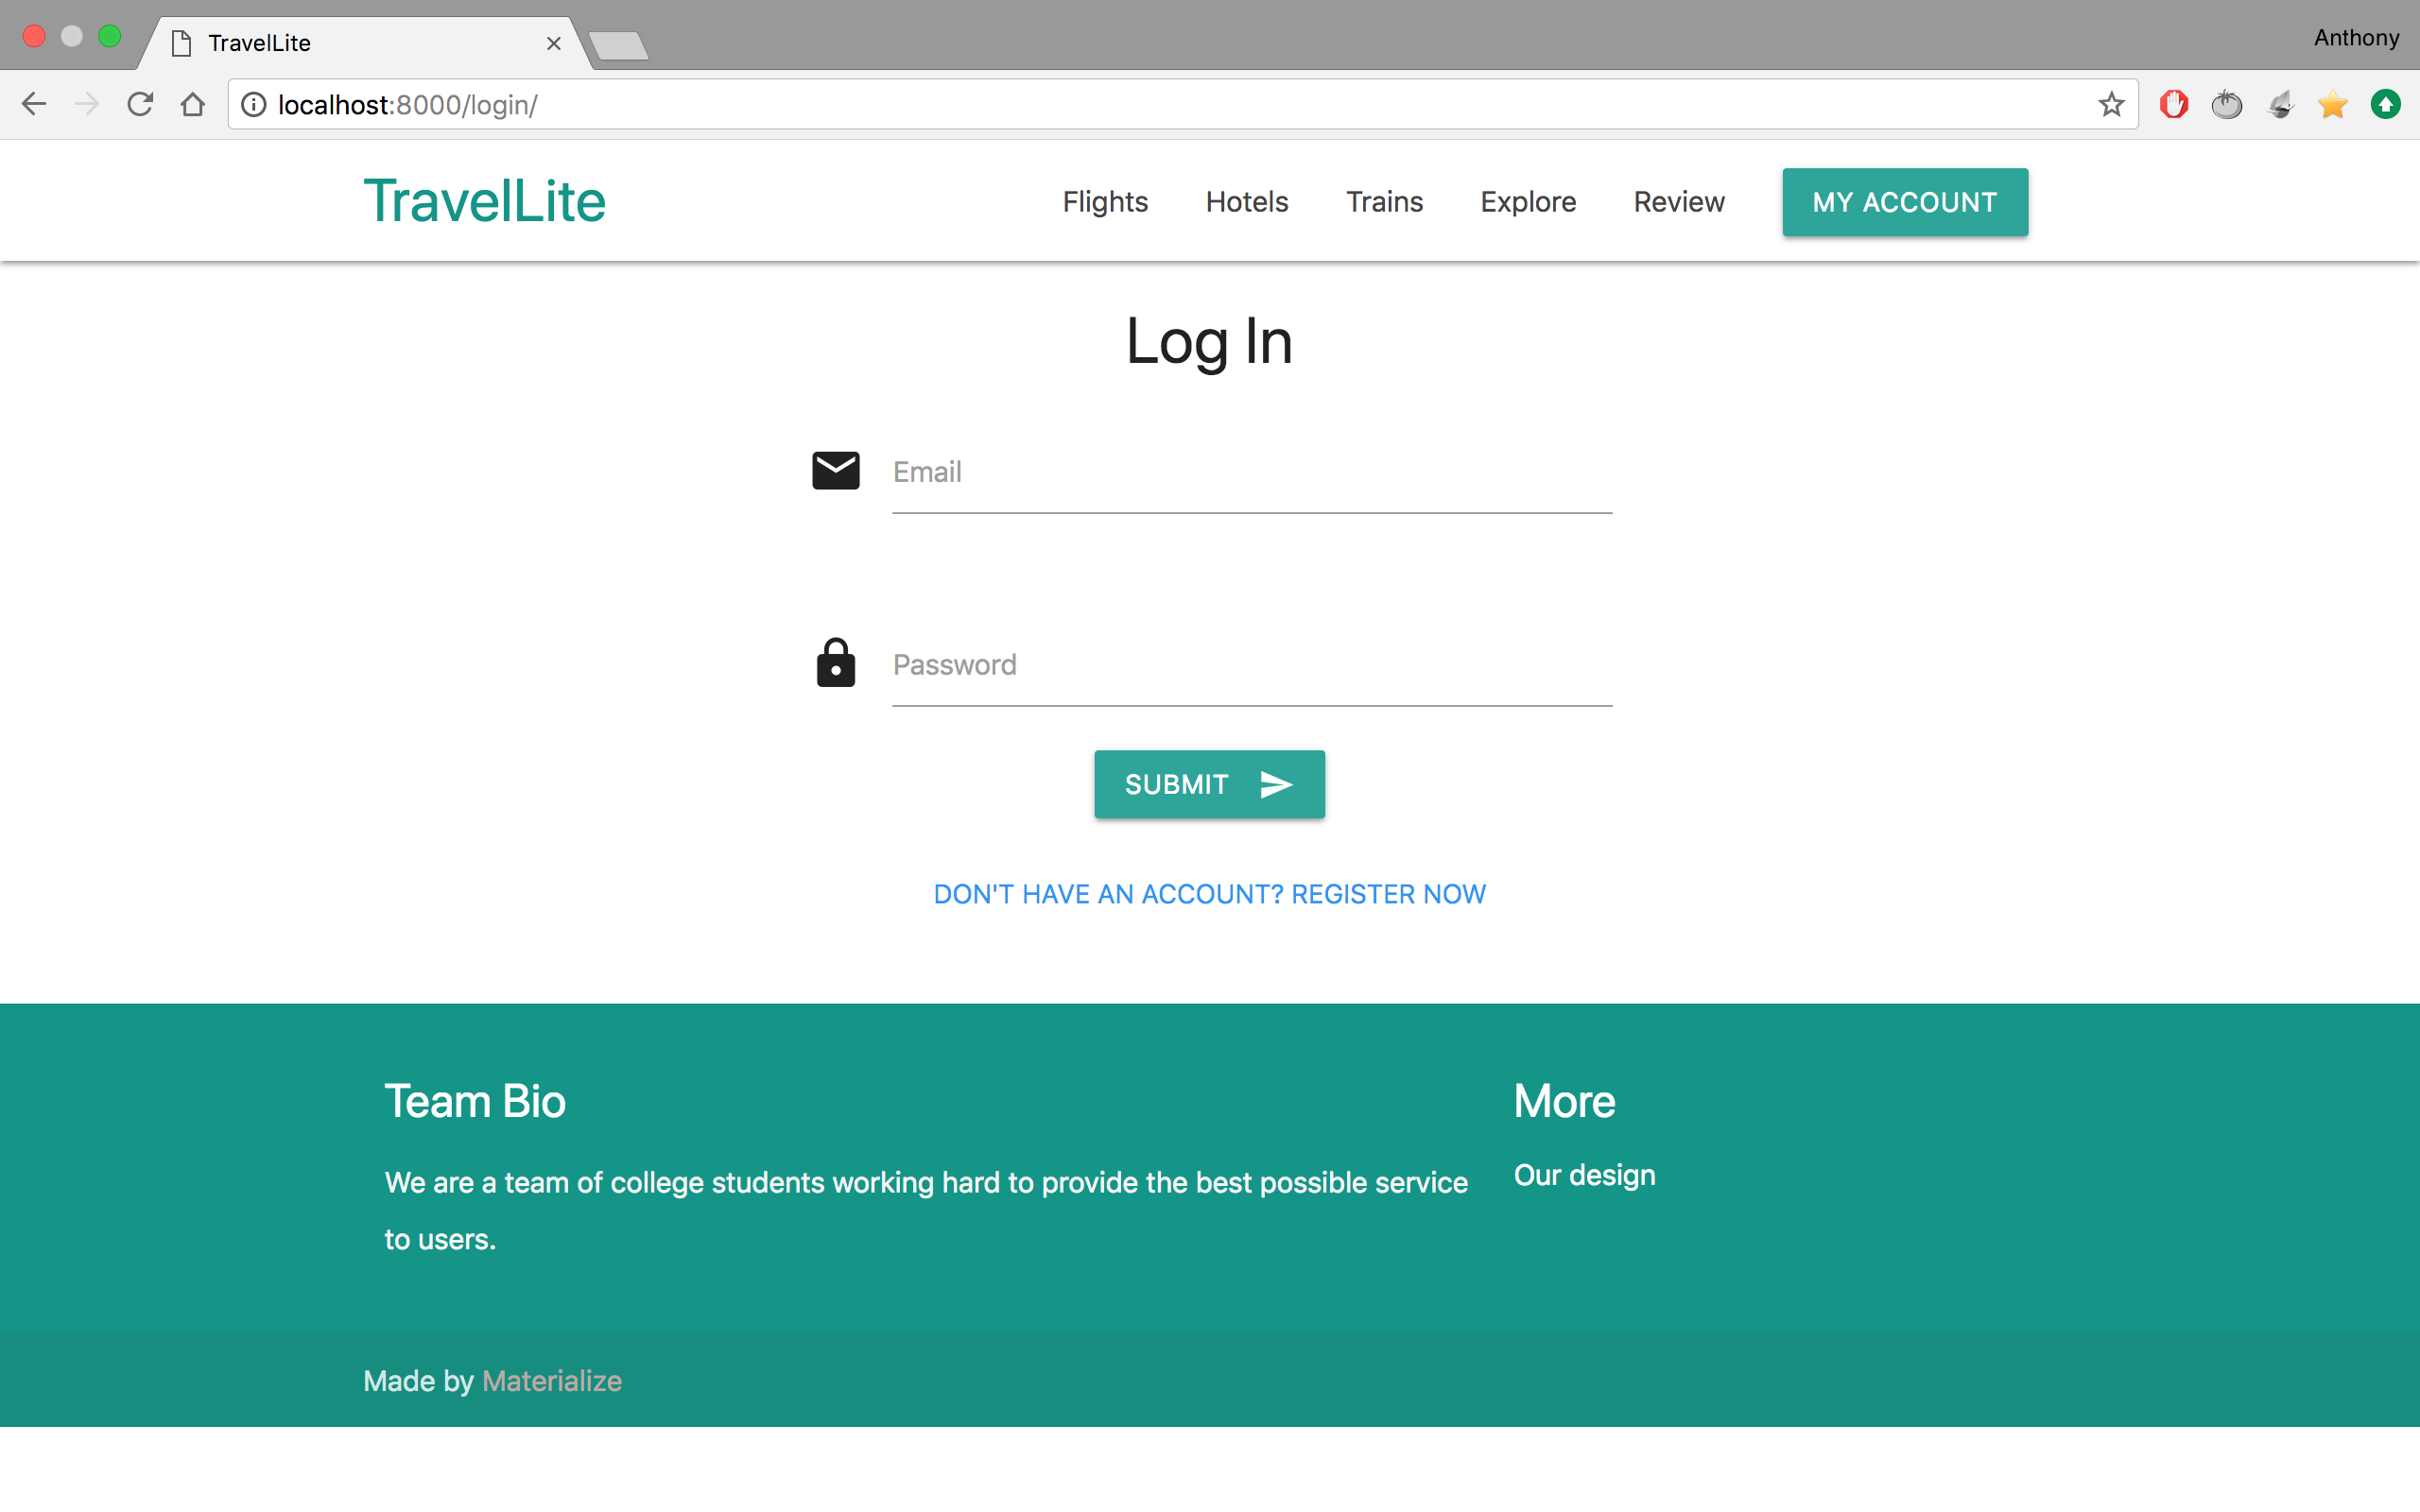 TravelLite
Anthony
localhost:8000/login/
TravelLite
Flights
Hotels
Trains
Explore
Review
MY ACCOUNT
Log In
Email
Password
SUBMIT
DON'T HAVE AN ACCOUNT? REGISTER NOW
Team Bio
We are a team of college students working hard to provide the best possible service
to users.
More
Our design
Made by Materialize